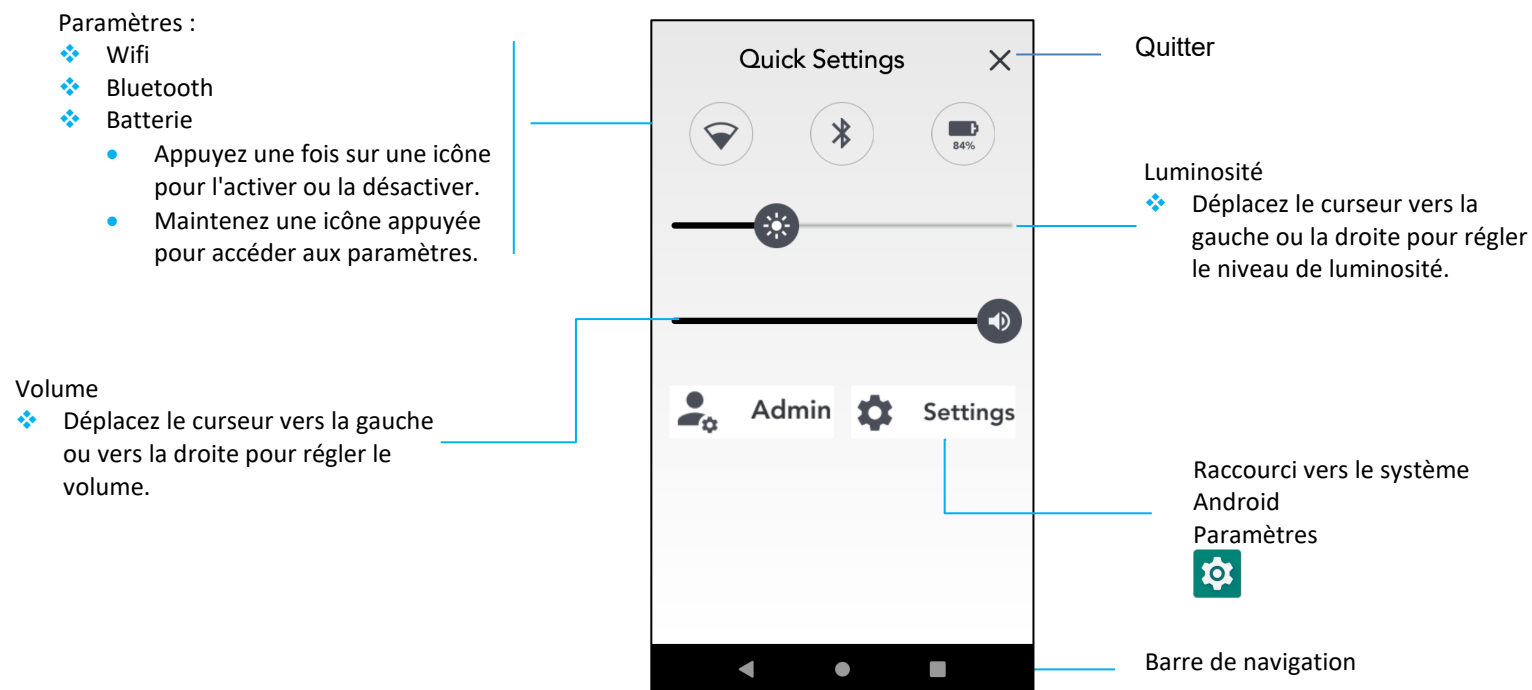 Paramètres :
Wifi
Bluetooth
Batterie
Appuyez une fois sur une icône
pour l'activer ou la désactiver.
Maintenez une icône appuyée
pour accéder aux paramètres.
Volume
Déplacez le curseur vers la gauche
ou vers la droite pour régler le
volume.
Quick Settings
84%
Admin
Settings
Quitter
Luminosité
Déplacez le curseur vers la
gauche ou la droite pour régler
le niveau de luminosité.
Raccourci vers le système
Android
Paramètres
Barre de navigation